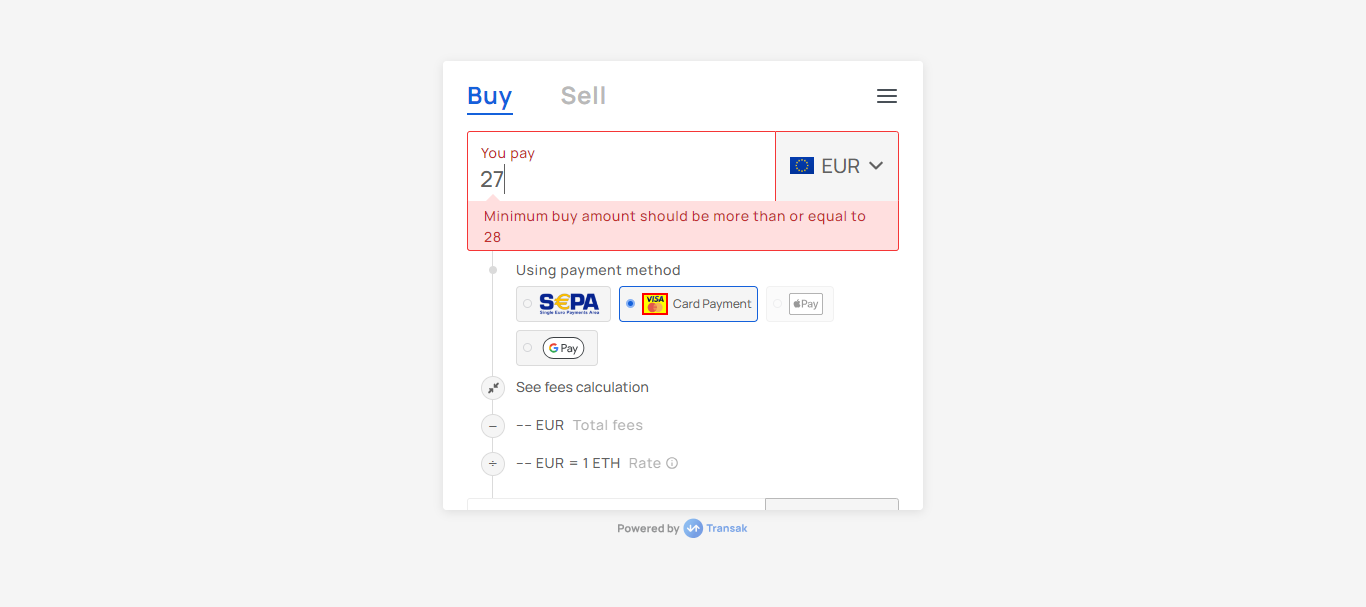 Buy Sell
You pay
27
EUR
Minimum buy amount should be more than or equal to
28
Using payment method
S€PA
Single Euro Payments Area
VISA
Card Payment
Pay
G Pay
See fees calculation
−
-- EUR Total fees
÷
-- EUR = 1 ETH Rate
Powered by Transak